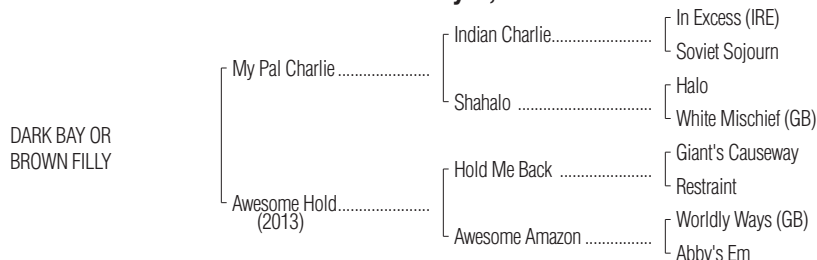 DARK BAY OR
BROWN FILLY
My Pal Charlie ......................
Awesome Hold......................
(2013)
Indian Charlie........................
Shahalo ................................
Hold Me Back ......................
Awesome Amazon ................
In Excess (IRE)
Soviet Sojourn
Halo
White Mischief (GB)
Giant's Causeway
Restraint
Worldly Ways (GB)
Abby's Em